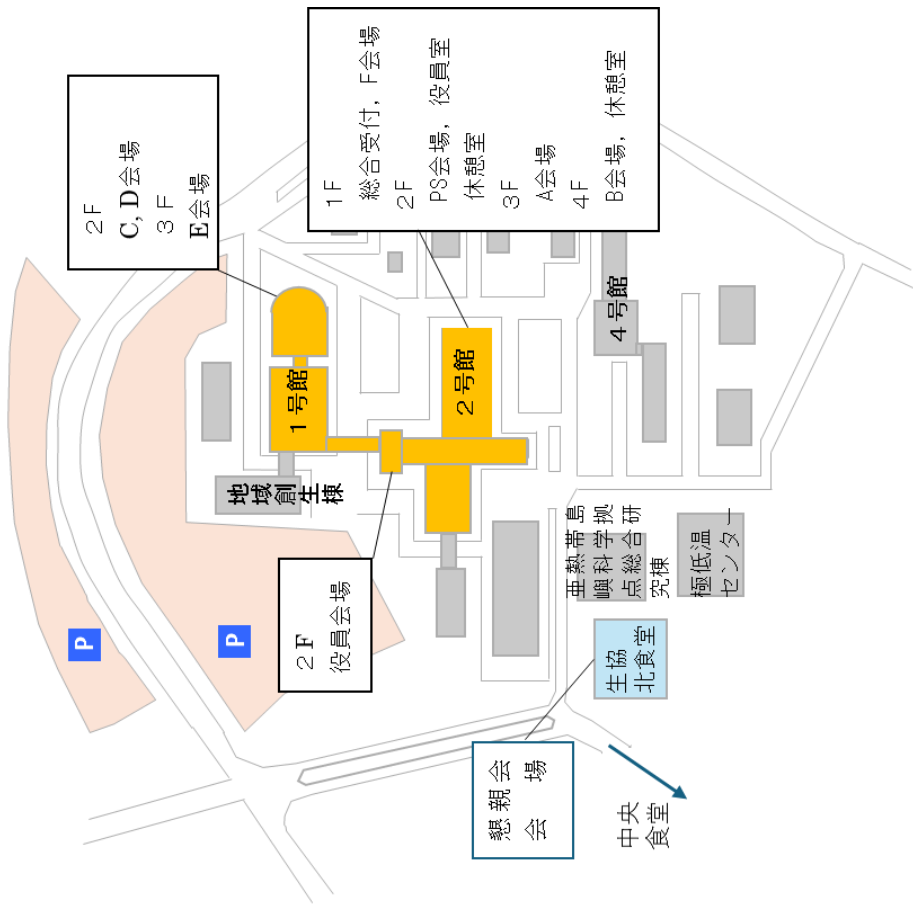 2F
C, D会場
3F
E会場
1F
総合受付, F会場
2F
PS会場, 役員室
休憩室
3F
A会場
4F
B会場, 休憩室
1号館
2号館
4号館
地域創生棟
2F
役員会場
P
P
亜熱帯島
嶼科学拠
点総合研
究棟
極低温
センター
生協
北食堂
懇親会
会 場
中央
食堂